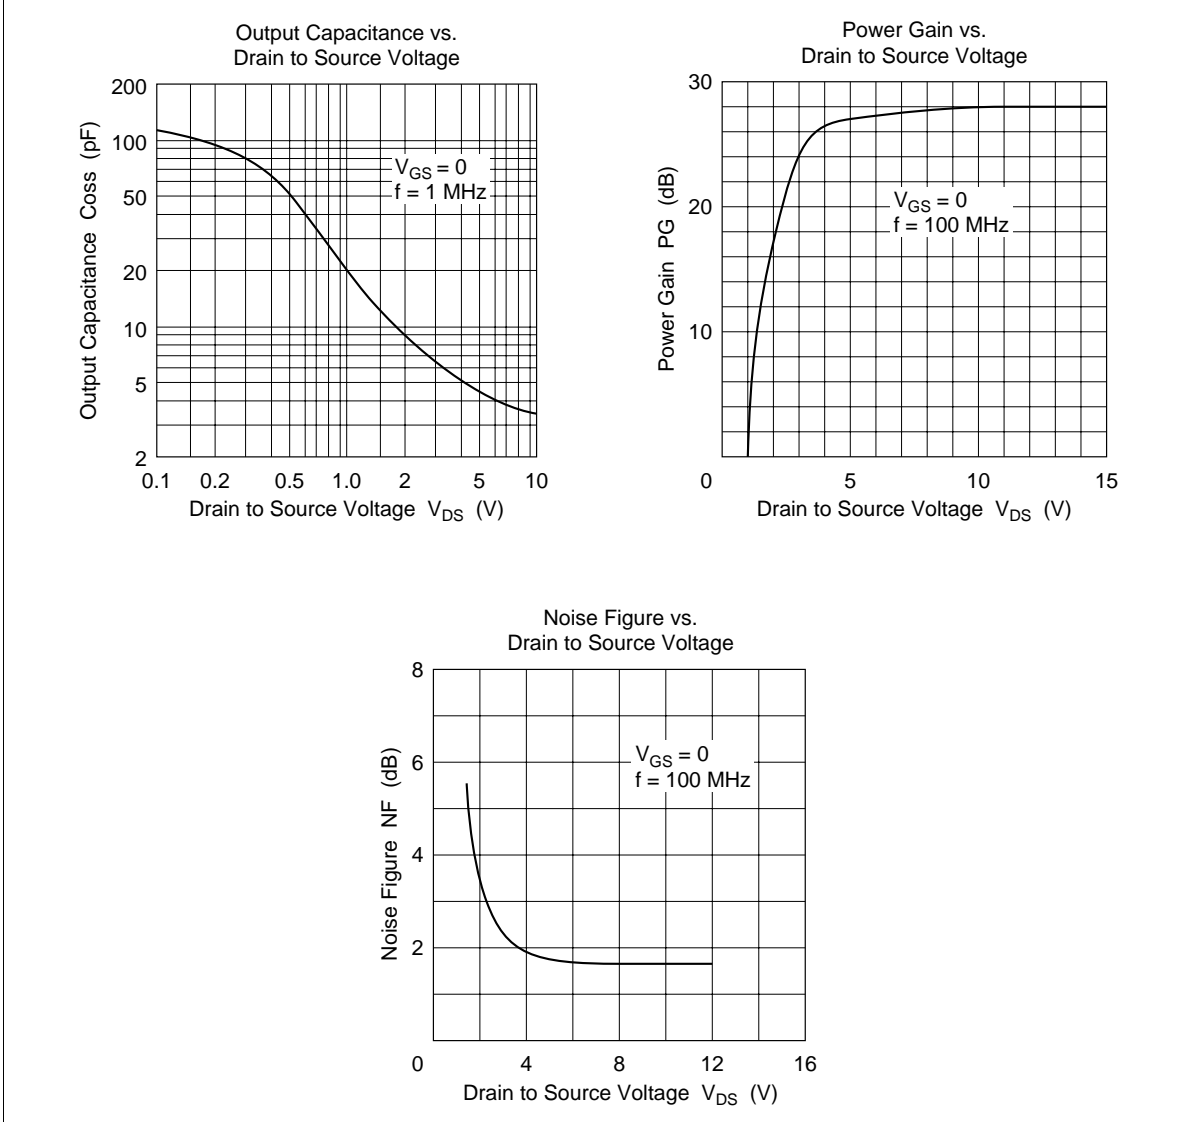 Output Capacitance vs.
Drain to Source Voltage
200
100
50
20
10
5
2
Output Capacitance Coss (pF)
VGS = 0
f = 1 MHz
0.1 0.2 0.5 1.0 2 5 10
Drain to Source Voltage VDS (V)
Power Gain vs.
Drain to Source Voltage
30
20
10
Power Gain PG (dB)
VGS = 0
f = 100 MHz
0 5 10 15
Drain to Source Voltage VDS (V)
Noise Figure vs.
Drain to Source Voltage
8
6
4
2
Noise Figure NF (dB)
VGS = 0
f = 100 MHz
0 4 8 12 16
Drain to Source Voltage VDS (V)